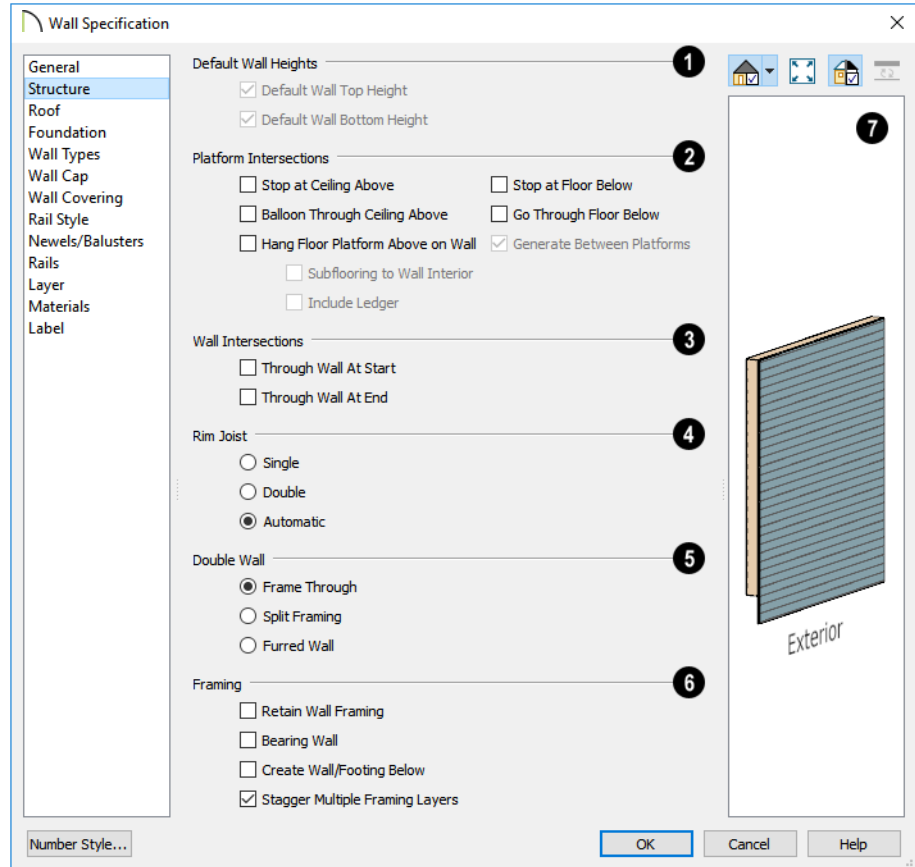 Wall Specification
General
Structure
Roof
Foundation
Wall Types
Wall Cap
Wall Covering
Rail Style
Newels/Balusters
Rails
Layer
Materials
Label
Default Wall Heights 1
Default Wall Top Height
Default Wall Bottom Height
Platform Intersections 2
Stop at Ceiling Above
Stop at Floor Below
Balloon Through Ceiling Above
Go Through Floor Below
Hang Floor Platform Above on Wall
Generate Between Platforms
Subflooring to Wall Interior
Include Ledger
Wall Intersections 3
Through Wall At Start
Through Wall At End
Rim Joist 4
Single
Double
Automatic
Double Wall 5
Frame Through
Split Framing
Furred Wall
Framing 6
Retain Wall Framing
Bearing Wall
Create Wall/Footing Below
Stagger Multiple Framing Layers
7
Exterior
Number Style...
OK
Cancel
Help